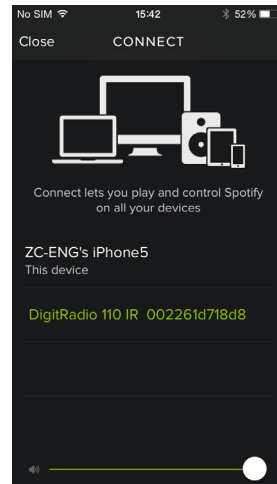 No SIM 15:42 52%
Close CONNECT
Connect lets you play and control Spotify
on all your devices
ZC-ENG's iPhone5
This device
DigitRadio 110 IR 002261d718d8